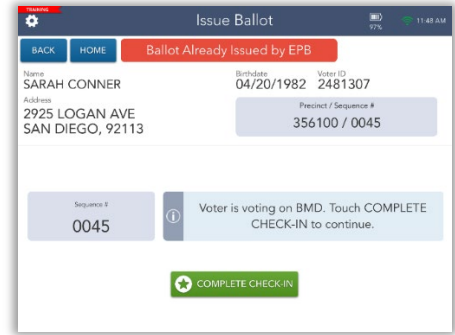 TRAINING
Issue Ballot
97%
11:48 AM
BACK
HOME
Ballot Already Issued by EPB
Name
SARAH CONNER
Birthdate
04/20/1982
Voter ID
2481307
Address
2925 LOGAN AVE
SAN DIEGO, 92113
Precinct / Sequence #
356100 / 0045
Sequence #
0045
Voter is voting on BMD. Touch COMPLETE
CHECK-IN to continue.
COMPLETE CHECK-IN